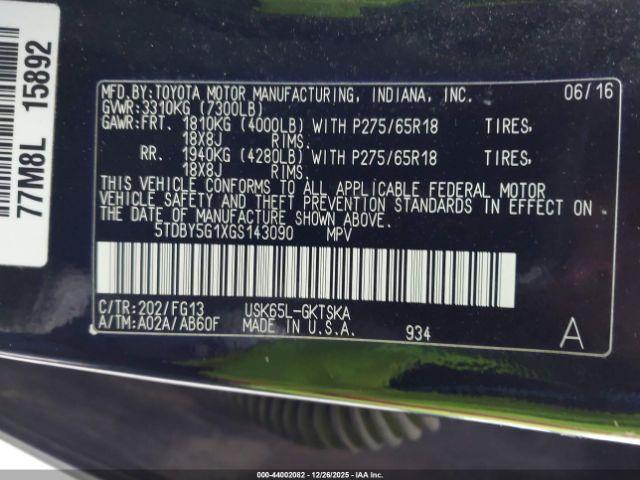 77M8L 15892
MFD.BY:TOYOTA MOTOR MANUFACTURING, INDIANA, INC. 06/16
GVWR:3310KG (7300LB)
GAWR:FRT. 1810KG (4000LB) WITH P275/65R18 TIRES,
18X8J RIMS.
RR. 1940KG (4280LB) WITH P275/65R18 TIRES,
18X8J RIMS.
THIS VEHICLE CONFORMS TO ALL APPLICABLE FEDERAL MOTOR
VEHICLE SAFETY AND THEFT PREVENTION STANDARDS IN EFFECT ON
THE DATE OF MANUFACTURE SHOWN ABOVE.
5TDBY5G1XGS143090 MPV
C/TR:202/FG13 USK65L-GKTSKA
A/TM:A02A/AB60F MADE IN U.S.A. 934 A
000-44002082 • 12/26/2025 - IAAI.COM